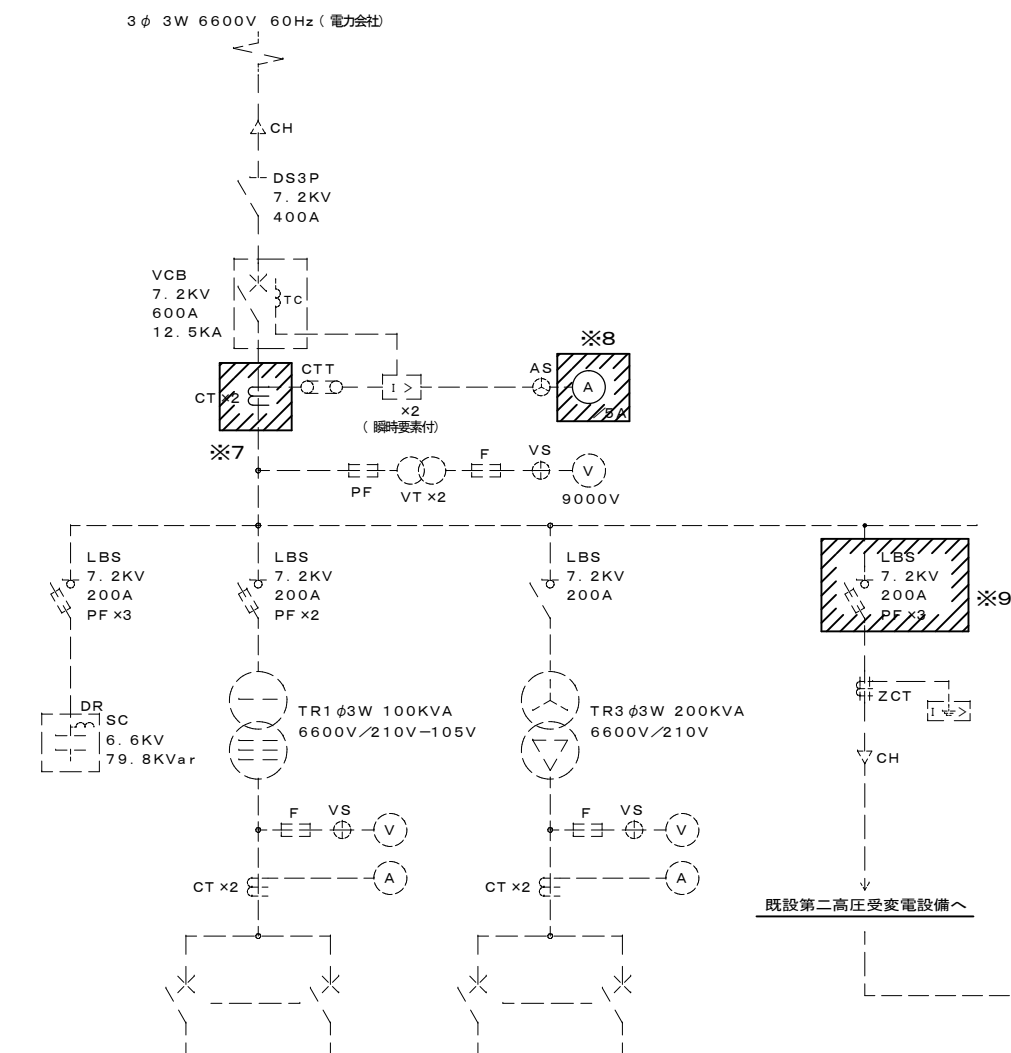 3φ 3W 6600V 60Hz(電力会社)
CH
DS3P
7.2KV
400A
VCB
7.2KV
600A
12.5KA
TC
CT×2
※7
CTT
I >
×2
(瞬時要素付)
AS
※8
A
/5A
PF
VT×2
F
VS
V
9000V
LBS
7.2KV
200A
PF×3
LBS
7.2KV
200A
PF×2
LBS
7.2KV
200A
LBS
7.2KV
200A
PF×3
※9
DR
SC
6.6KV
79.8KVar
TR1φ3W 100KVA
6600V/210V-105V
TR3φ3W 200KVA
6600V/210V
ZCT
I >
CH
F
VS
V
CT×2
A
F
VS
V
CT×2
A
既設第二高圧受変電設備へ